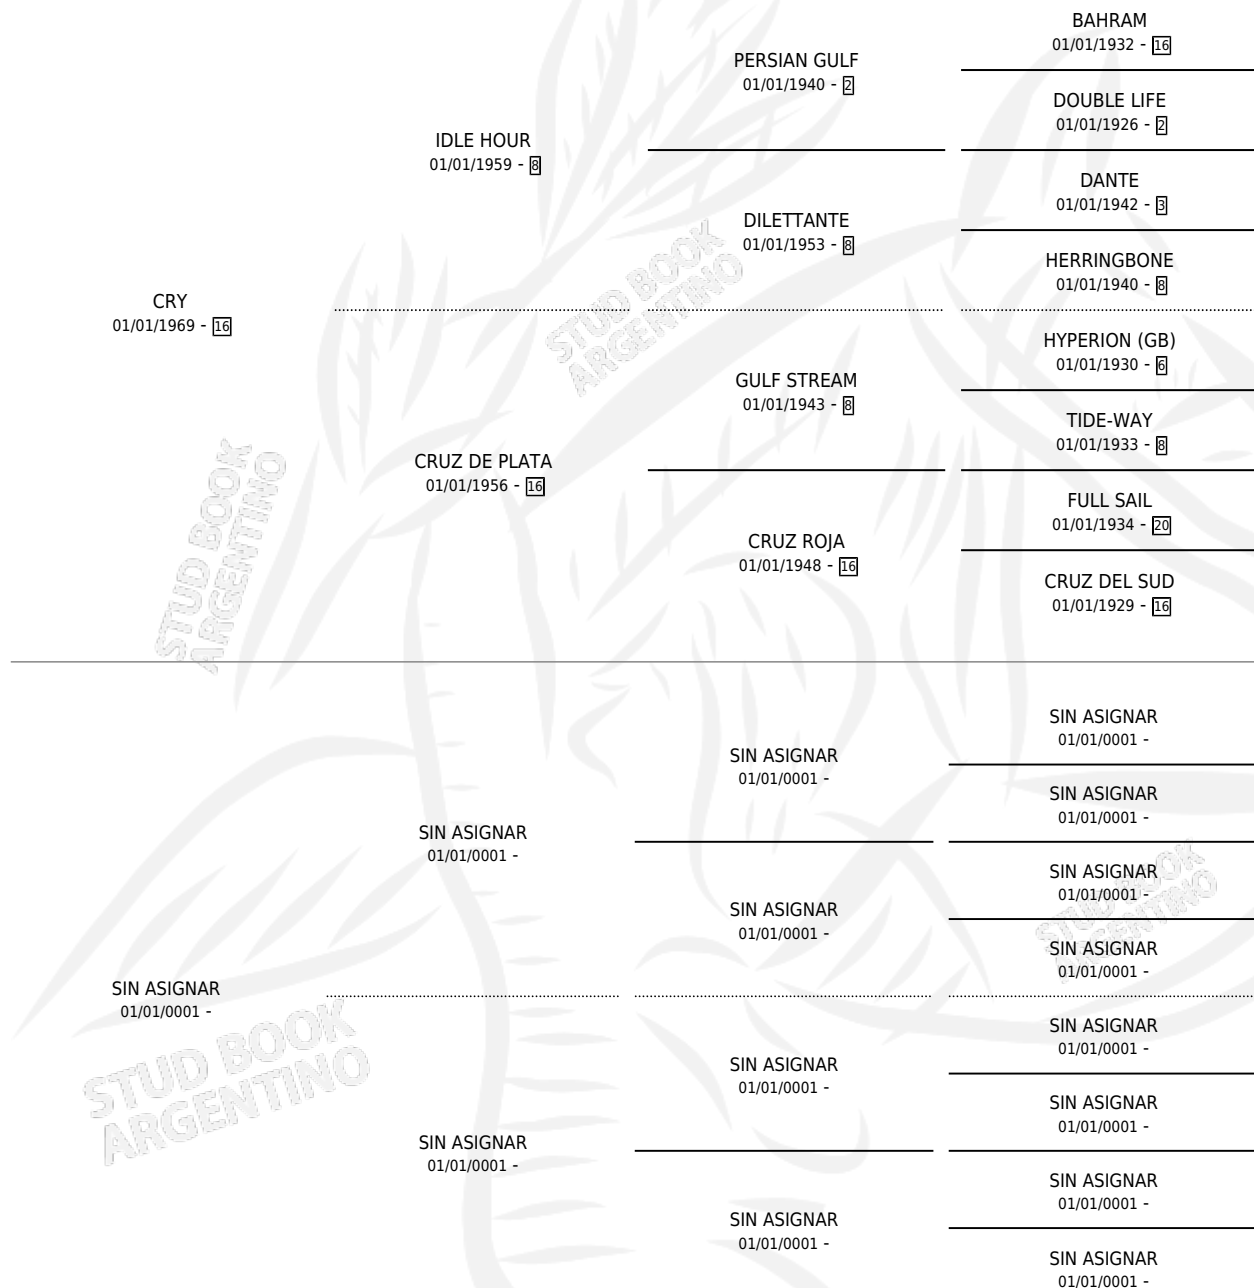 BAHRAM
01/01/1932 - 16
PERSIAN GULF
01/01/1940 - 2
DOUBLE LIFE
01/01/1926 - 2
IDLE HOUR
01/01/1959 - 8
DANTE
01/01/1942 - 3
DILETTANTE
01/01/1953 - 8
HERRINGBONE
01/01/1940 - 8
CRY
01/01/1969 - 16
HYPERION (GB)
01/01/1930 - 6
GULF STREAM
01/01/1943 - 8
TIDE-WAY
01/01/1933 - 8
CRUZ DE PLATA
01/01/1956 - 16
FULL SAIL
01/01/1934 - 20
CRUZ ROJA
01/01/1948 - 16
CRUZ DEL SUD
01/01/1929 - 16
STUD BOOK
ARGENTINO
STUD BOOK
ARGENTINO
SIN ASIGNAR
01/01/0001 -
SIN ASIGNAR
01/01/0001 -
SIN ASIGNAR
01/01/0001 -
SIN ASIGNAR
01/01/0001 -
SIN ASIGNAR
01/01/0001 -
SIN ASIGNAR
01/01/0001 -
SIN ASIGNAR
01/01/0001 -
SIN ASIGNAR
01/01/0001 -
SIN ASIGNAR
01/01/0001 -
SIN ASIGNAR
01/01/0001 -
SIN ASIGNAR
01/01/0001 -
SIN ASIGNAR
01/01/0001 -
SIN ASIGNAR
01/01/0001 -
SIN ASIGNAR
01/01/0001 -
SIN ASIGNAR
01/01/0001 -
STUD BOOK
ARGENTINO
STUD BOOK
ARGENTINO